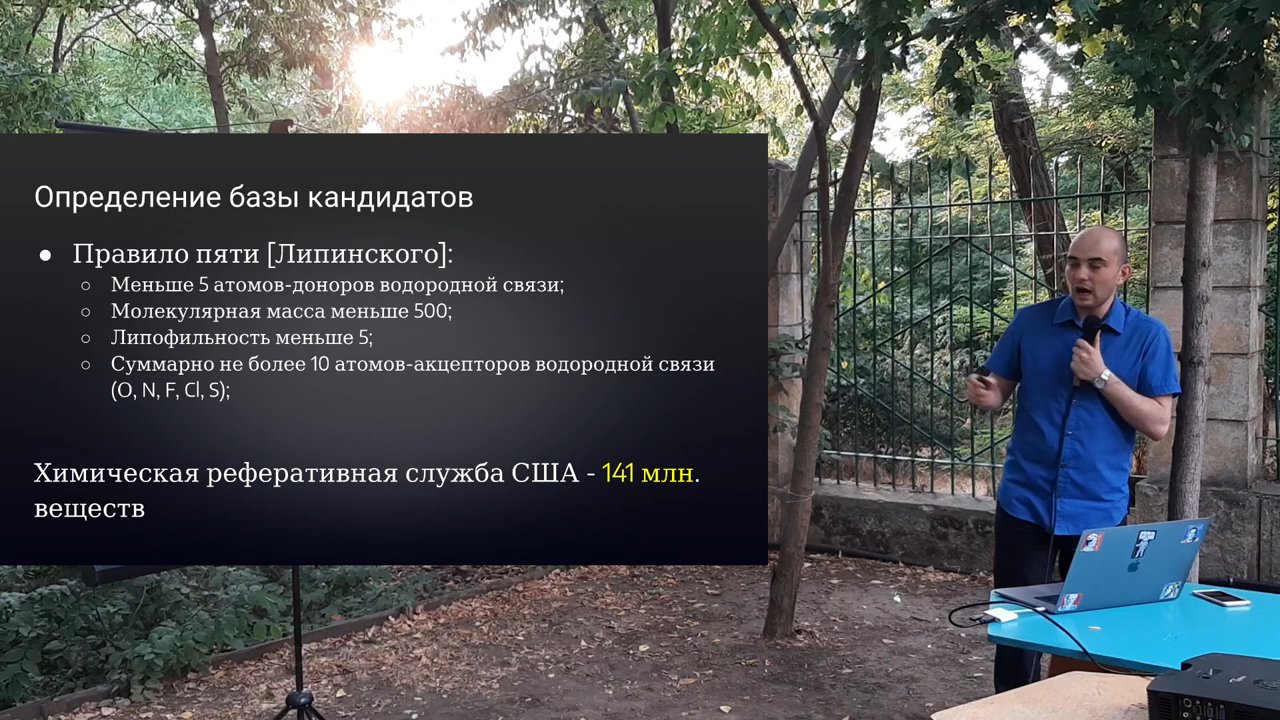 Определение базы кандидатов
● Правило пяти [Липинского]:
○ Меньше 5 атомов-доноров водородной связи;
○ Молекулярная масса меньше 500;
○ Липофильность меньше 5;
○ Суммарно не более 10 атомов-акцепторов водородной связи
(O, N, F, Cl, S);
Химическая реферативная служба США - 141 млн.
веществ